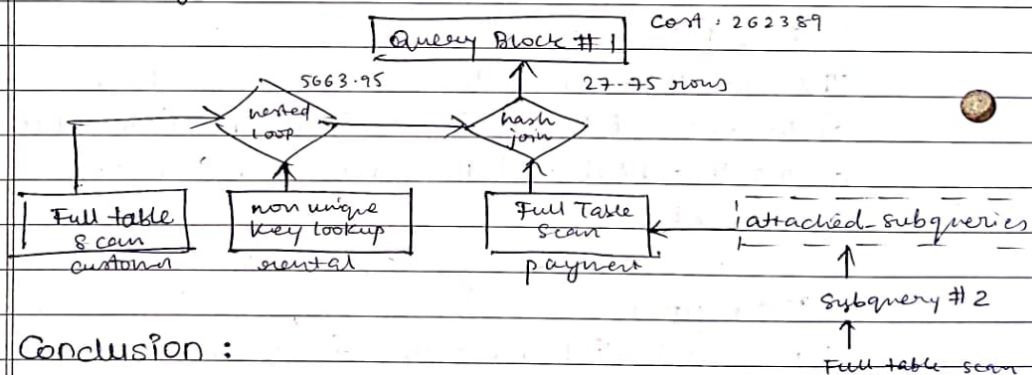 Cost : 262389
Query Block # 1
5663.95
27.75 rows
nested
loop
hash
join
Full table
Scan
customer
non unique
key lookup
rental
Full Table
Scan
payment
attached_subqueries
Subquery # 2
Full table scan
Conclusion :